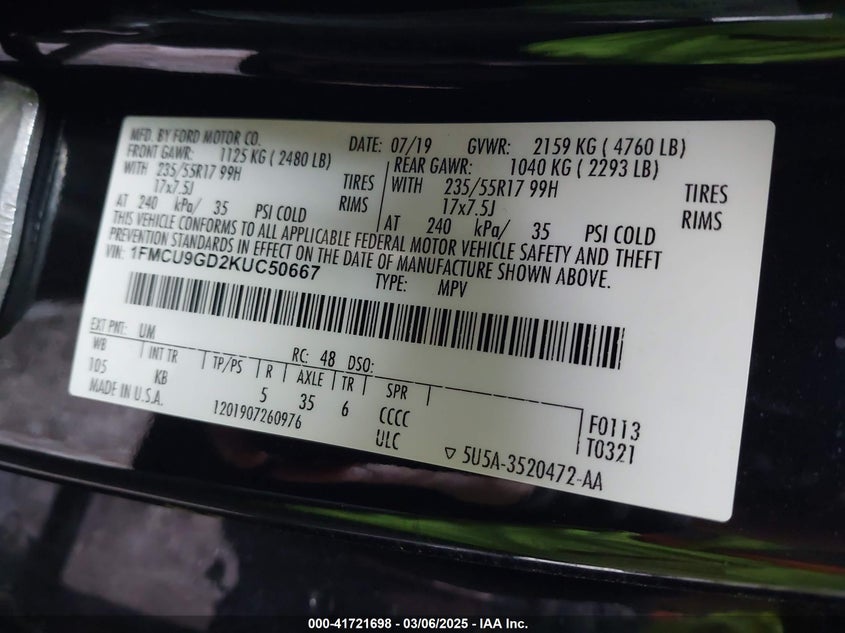 MFD. BY FORD MOTOR CO. DATE: 07/19 GVWR: 2159 KG ( 4760 LB)
FRONT GAWR: 1125 KG ( 2480 LB) REAR GAWR: 1040 KG ( 2293 LB)
WITH 235/55R17 99H TIRES WITH 235/55R17 99H TIRES
17x7.5J RIMS 17x7.5J RIMS
AT 240 kPa/ 35 PSI COLD AT 240 kPa/ 35 PSI COLD
THIS VEHICLE CONFORMS TO ALL APPLICABLE FEDERAL MOTOR VEHICLE SAFETY AND THEFT
PREVENTION STANDARDS IN EFFECT ON THE DATE OF MANUFACTURE SHOWN ABOVE.
VIN: 1FMCU9GD2KUC50667 TYPE: MPV
EXT PNT: UM RC: 48 DSO:
WB INT TR TP/PS R AXLE TR SPR
105 KB 5 35 6 CCCC F0113
MADE IN U.S.A. 1201907260976 ULC T0321
▽ 5U5A-3520472-AA
000-41721698 - 03/06/2025 - IAA Inc.